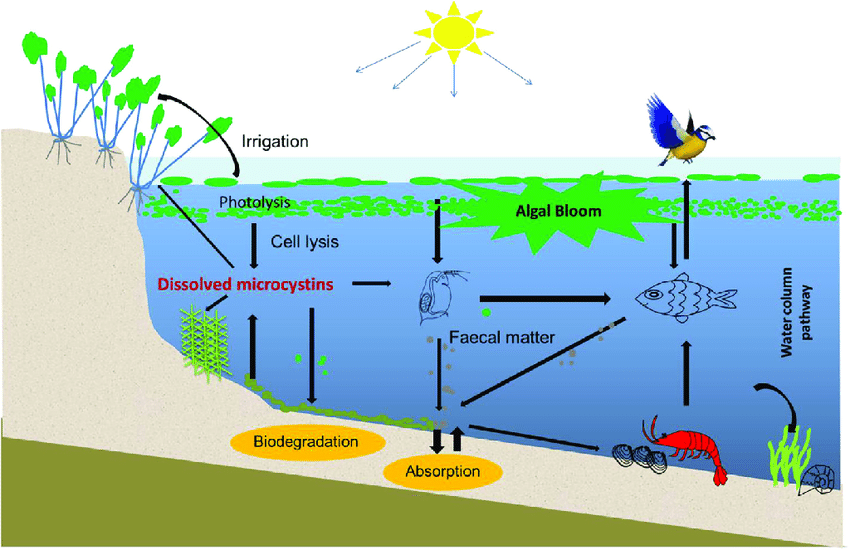 Irrigation
Photolysis
Algal Bloom
Cell lysis
Dissolved microcystins
Faecal matter
Water column
pathway
Biodegradation
Absorption